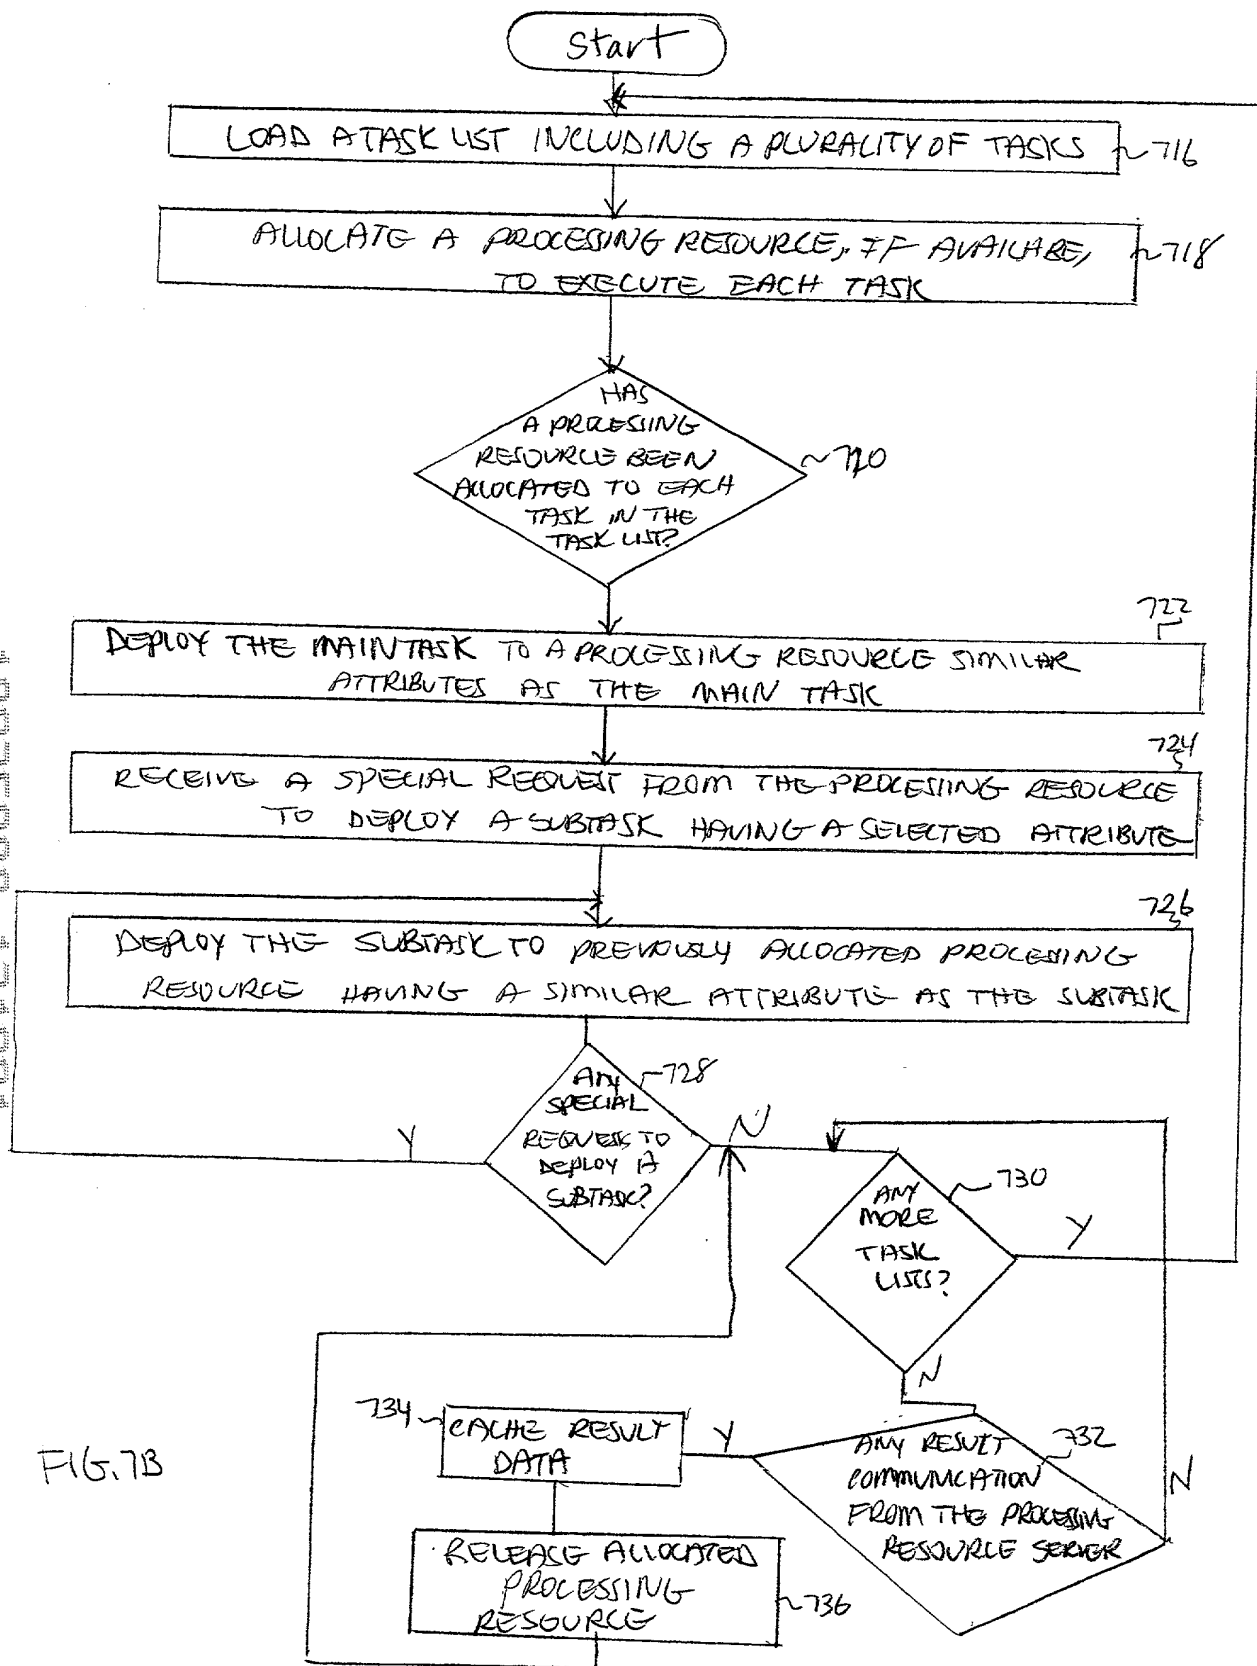 Start
LOAD A TASK LIST INCLUDING A PLURALITY OF TASKS 716
ALLOCATE A PROCESSING RESOURCE, IF AVAILABE, 718
TO EXECUTE EACH TASK
HAS
A PROCESSING
RESOURCE BEEN
ALLOCATED TO EACH
TASK IN THE
TASK LIST?
720
722
DEPLOY THE MAIN TASK TO A PROCESSING RESOURCE SIMILAR
ATTRIBUTES AS THE MAIN TASK
724
RECEIVE A SPECIAL REQUEST FROM THE PROCESSING RESOURCE
TO DEPLOY A SUBTASK HAVING A SELECTED ATTRIBUTE
726
DEPLOY THE SUBTASK TO PREVIOUSLY ALLOCATED PROCESSING
RESOURCE HAVING A SIMILAR ATTRIBUTE AS THE SUBTASK
ANY
SPECIAL
REQUESTS TO
DEPLOY A
SUBTASK?
728
Y
N
ANY
MORE
TASK
LISTS?
730
Y
N
ANY RESULT
COMMUNICATION
FROM THE PROCESSING
RESOURCE SERVER
732
Y
N
734
CACHE RESULT
DATA
RELEASE ALLOCATED
PROCESSING
RESOURCE
736
FIG. 7B